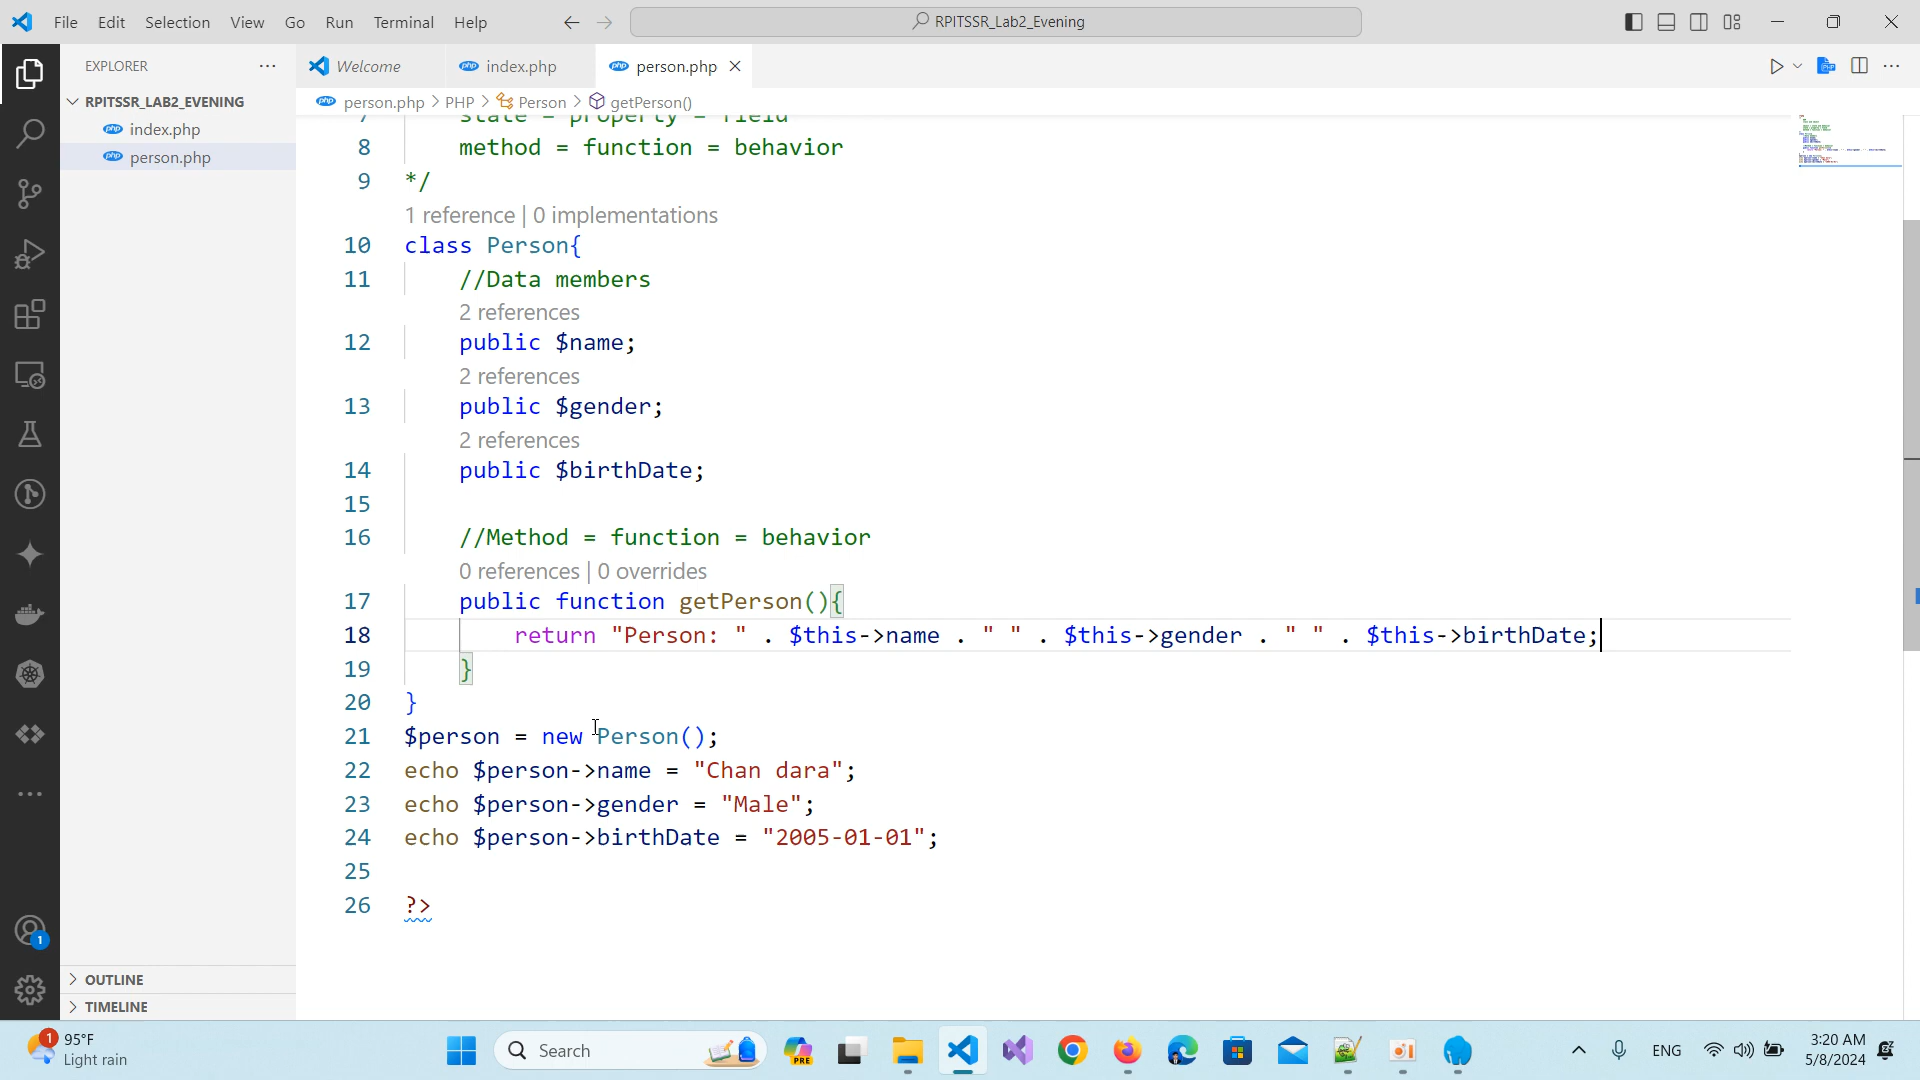 File Edit Selection View Go Run Terminal Help
RPITSSR_Lab2_Evening
EXPLORER
Welcome
index.php
person.php
RPITSSR_LAB2_EVENING
index.php
person.php
person.php > PHP > Person > getPerson()
7 state = property = field
8 method = function = behavior
9 */
1 reference | 0 implementations
10 class Person{
11 //Data members
2 references
12 public $name;
2 references
13 public $gender;
2 references
14 public $birthDate;
15
16 //Method = function = behavior
0 references | 0 overrides
17 public function getPerson(){
18 return "Person: " . $this->name . " " . $this->gender . " " . $this->birthDate;
19 }
20 }
21 $person = new Person();
22 echo $person->name = "Chan dara";
23 echo $person->gender = "Male";
24 echo $person->birthDate = "2005-01-01";
25
26 ?>
1
OUTLINE
TIMELINE
1
95°F
Light rain
Search
PRE
ENG
3:20 AM
5/8/2024